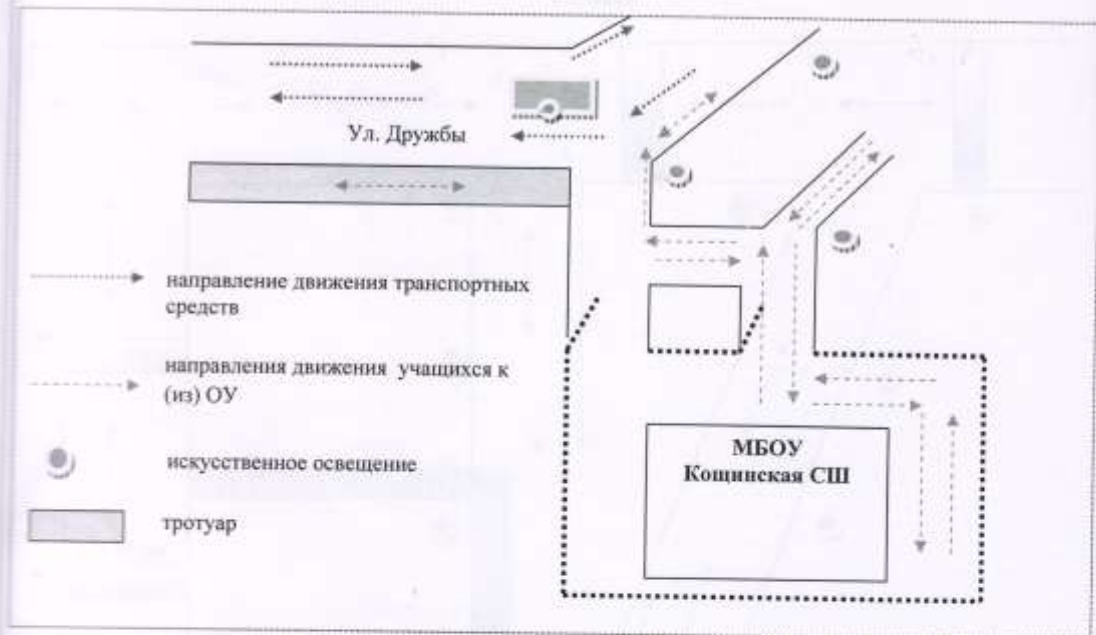 Ул. Дружбы
направление движения транспортных
средств
направления движения учащихся к
(из) ОУ
искусственное освещение
тротуар
МБОУ
Кощинская СШ